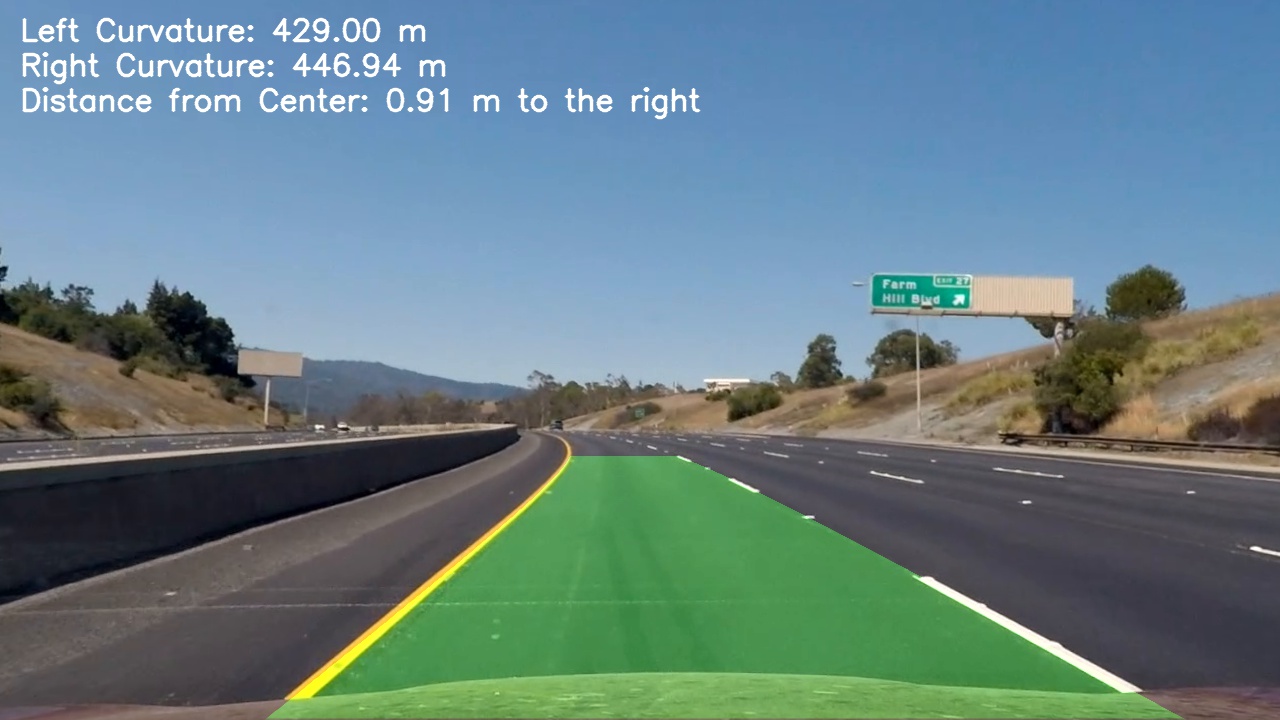 Left Curvature: 429.00 m
Right Curvature: 446.94 m
Distance from Center: 0.91 m to the right
EXIT 27
Farm
Hill Blvd